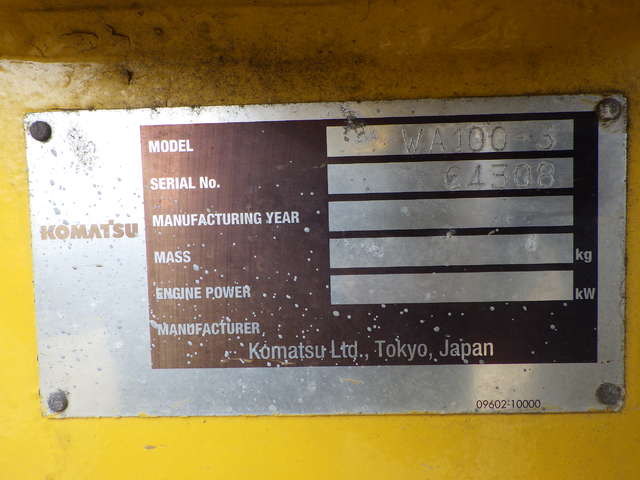 MODEL WA100-3
SERIAL No. 64308
MANUFACTURING YEAR
KOMATSU
MASS kg
ENGINE POWER kW
MANUFACTURER
Komatsu Ltd., Tokyo, Japan
09602-10000